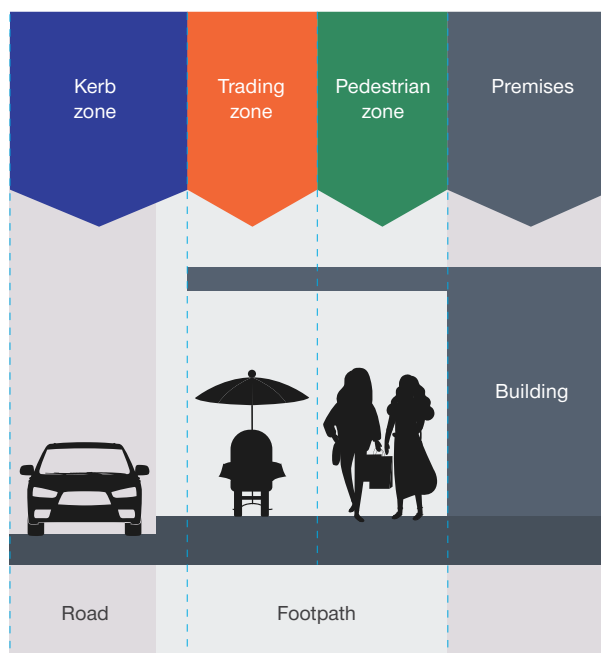 Kerb
zone
Trading
zone
Pedestrian
zone
Premises
Building
Road
Footpath